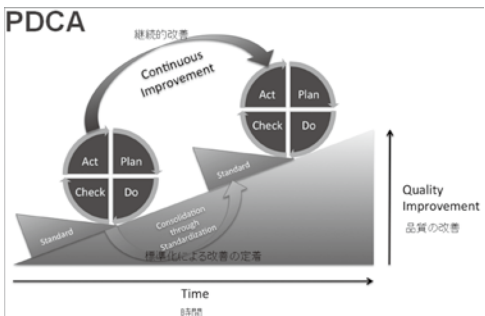 PDCA
継続的改善
Continuous
Improvement
Act
Plan
Check
Do
Act
Plan
Check
Do
Standard
Standard
Consolidation
through
Standardization
標準化による改善の定着
Quality
Improvement
品質の改善
Time
時間